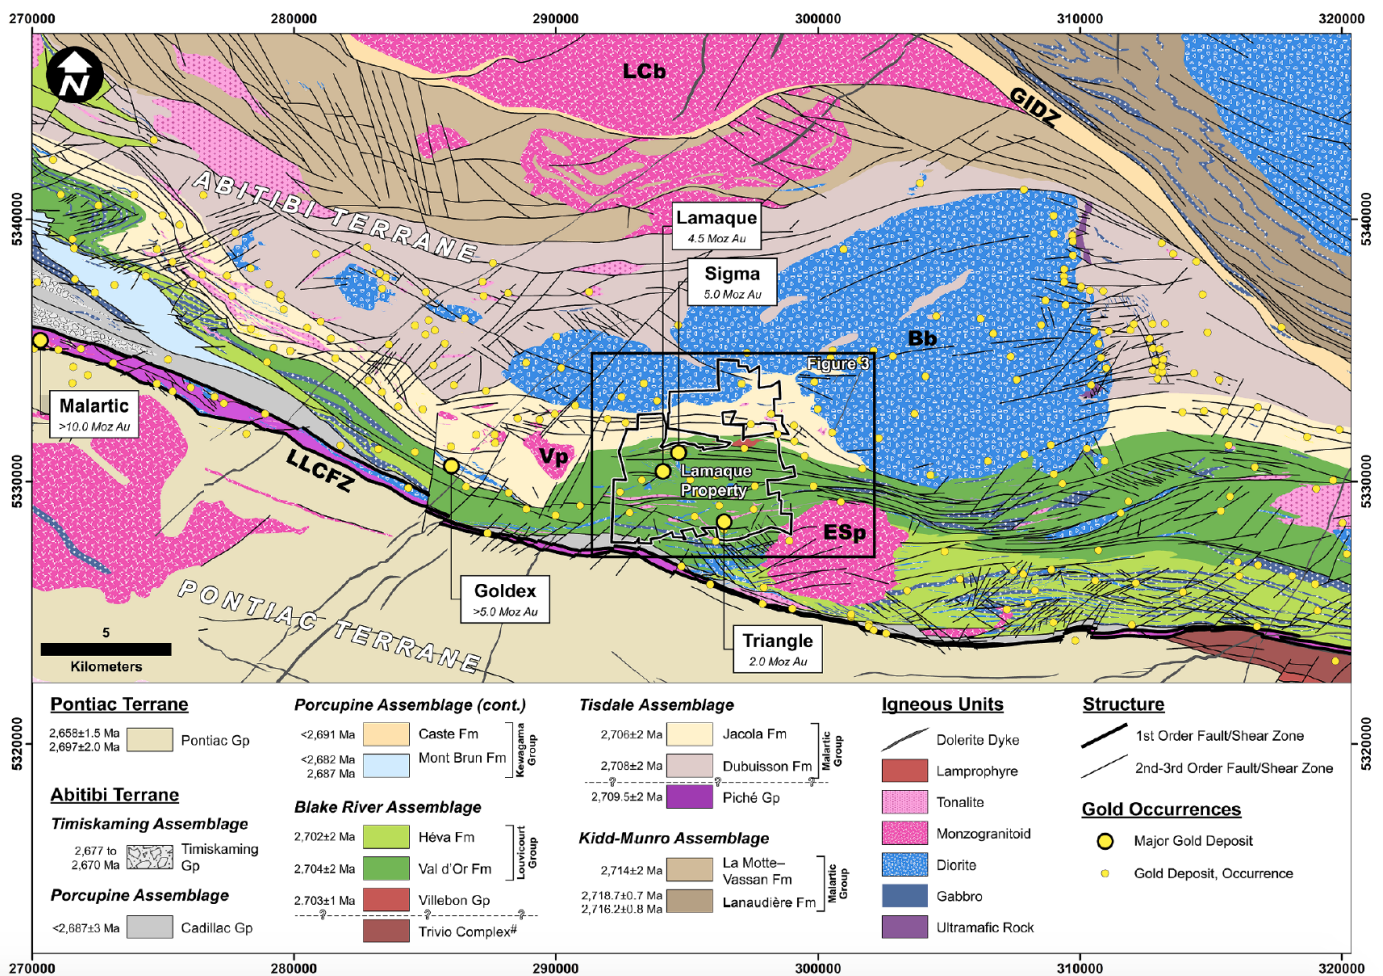 270000
280000
290000
300000
310000
320000
N
LCb
GIDZ
ABITIBI TERRANE
5340000
5340000
Lamaque
4.5 Moz Au
Sigma
5.0 Moz Au
Bb
Figure 3
Malartic
>10.0 Moz Au
LLCFZ
Vp
Lamaque
Property
5330000
5330000
ESp
Goldex
>5.0 Moz Au
PONTIAC TERRANE
Triangle
2.0 Moz Au
5
Kilometers
Pontiac Terrane
2,658±1.5 Ma
2,697±2.0 Ma
Pontiac Gp
Abitibi Terrane
Timiskaming Assemblage
2,677 to
2,670 Ma
Timiskaming
Gp
Porcupine Assemblage
<2,687±3 Ma
Cadillac Gp
Porcupine Assemblage (cont.)
<2,691 Ma
Caste Fm
<2,682 Ma
2,687 Ma
Mont Brun Fm
Kewagama
Group
Blake River Assemblage
2,702±2 Ma
Héva Fm
2,704±2 Ma
Val d'Or Fm
Louvicourt
Group
2.703±1 Ma
Villebon Gp
? ? ?
Trivio Complex#
Tisdale Assemblage
2,706±2 Ma
Jacola Fm
2,708±2 Ma
Dubuisson Fm
Malartic
Group
? ? ?
2,709.5±2 Ma
Piché Gp
Kidd-Munro Assemblage
2,714±2 Ma
La Motte–
Vassan Fm
2,718.7±0.7 Ma
2,716.2±0.8 Ma
Lanaudière Fm
Malartic
Group
Igneous Units
Dolerite Dyke
Lamprophyre
Tonalite
Monzogranitoid
Diorite
Gabbro
Ultramafic Rock
Structure
1st Order Fault/Shear Zone
2nd-3rd Order Fault/Shear Zone
Gold Occurrences
Major Gold Deposit
Gold Deposit, Occurrence
5320000
5320000
270000
280000
290000
300000
310000
320000